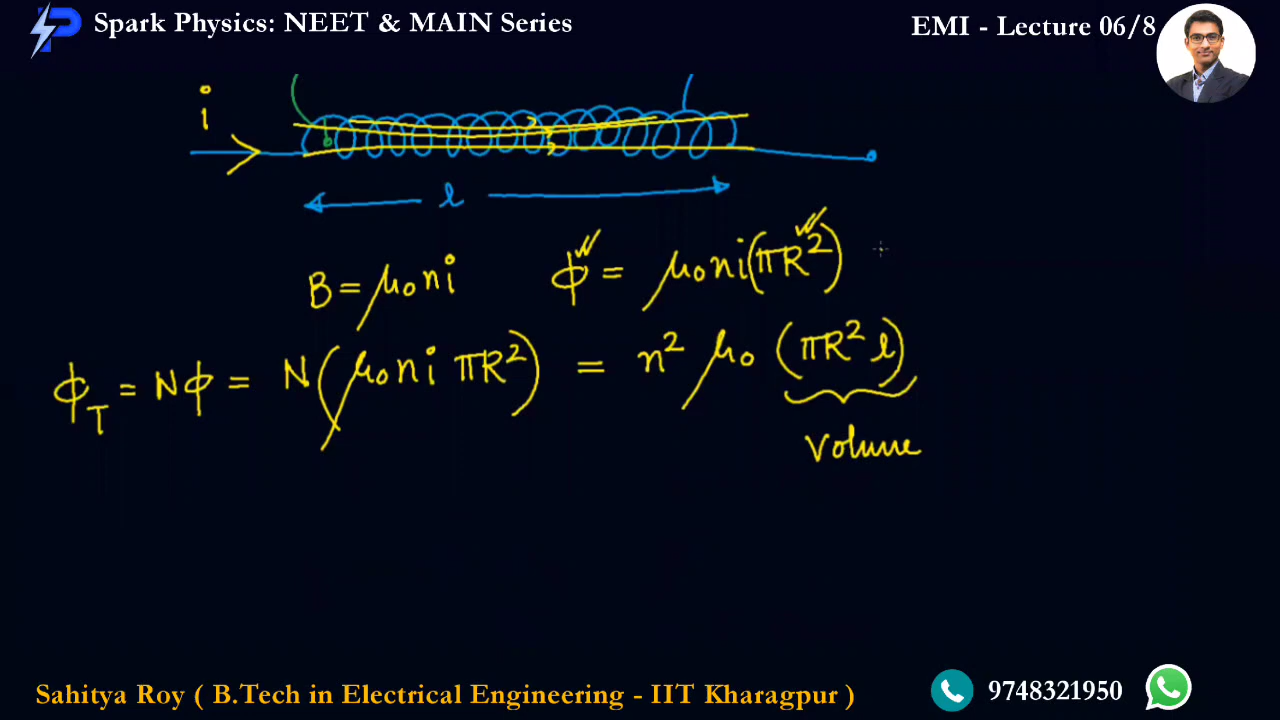 Spark Physics: NEET & MAIN Series
EMI - Lecture 06/8
i
l
B = μ₀ni
ϕ = μ₀ni(πR²)
ϕ_T = Nϕ = N(μ₀ni πR²) = n² μ₀ (πR² l)
Volume
Sahitya Roy ( B.Tech in Electrical Engineering - IIT Kharagpur )
9748321950